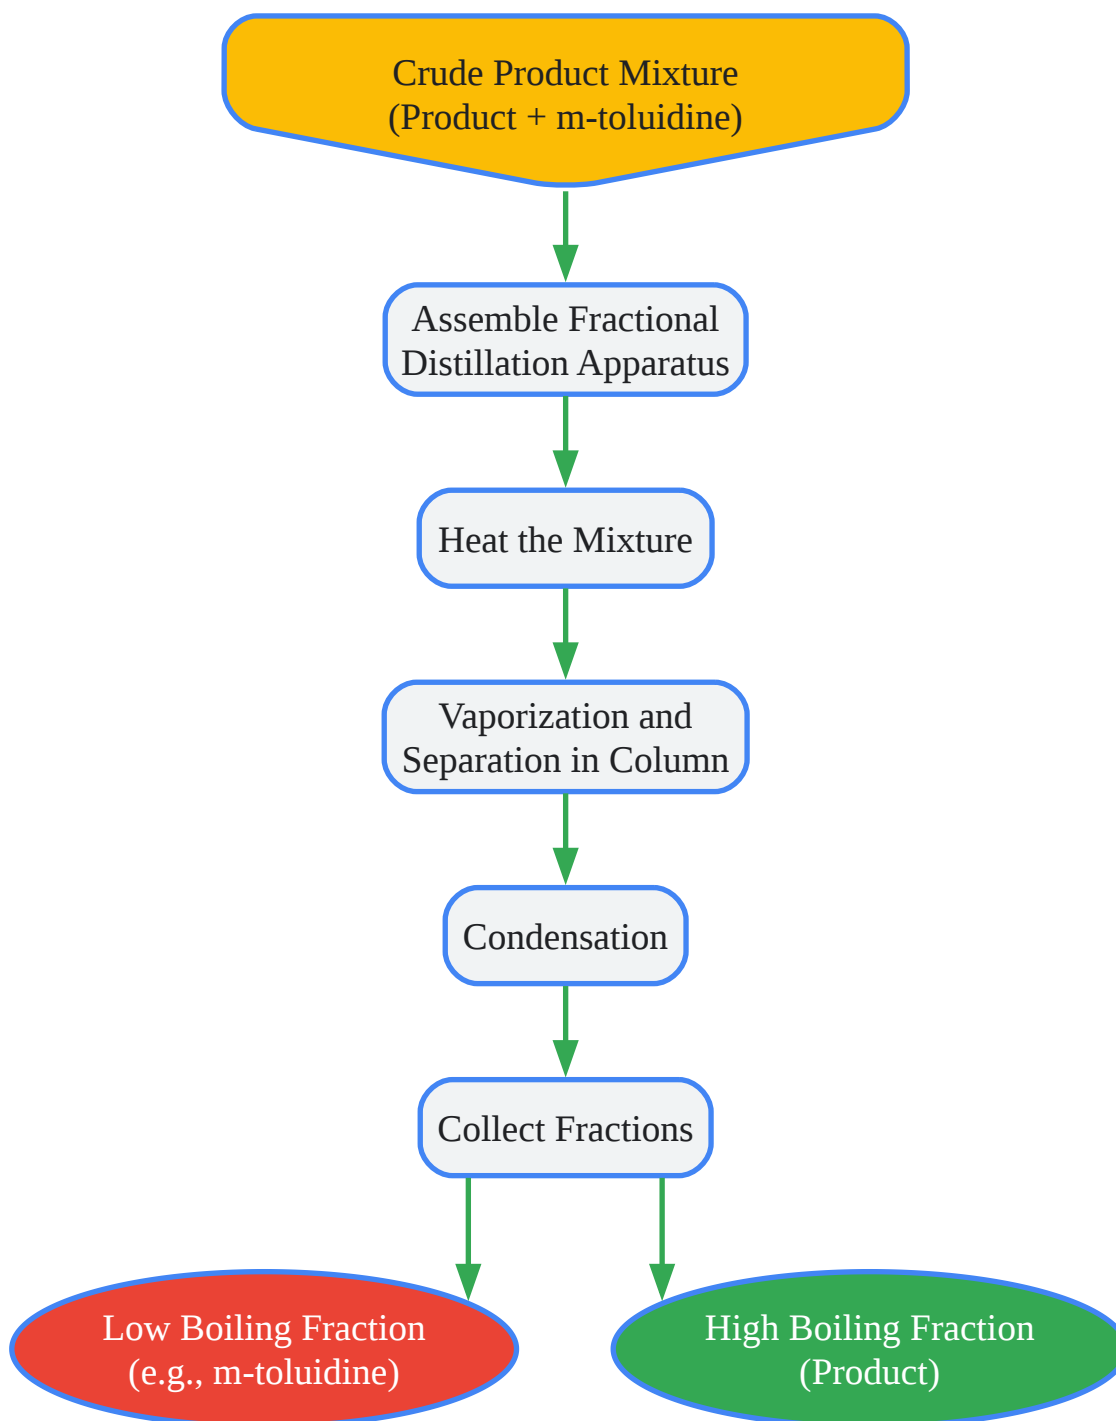 Crude Product Mixture
(Product + m-toluidine)
Assemble Fractional
Distillation Apparatus
Heat the Mixture
Vaporization and
Separation in Column
Condensation
Collect Fractions
Low Boiling Fraction
(e.g., m-toluidine)
High Boiling Fraction
(Product)